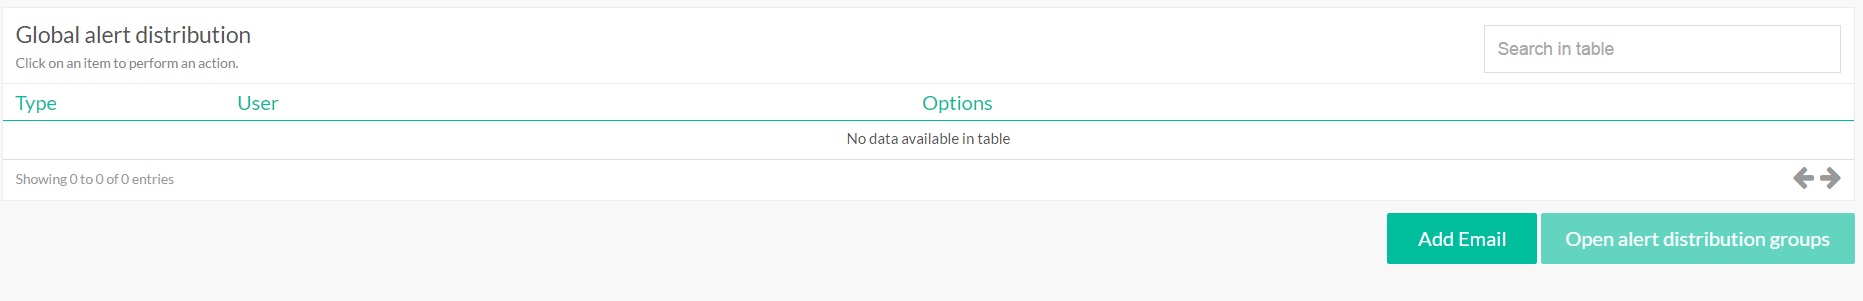 Global alert distribution
Click on an item to perform an action.
Search in table
Type User Options
No data available in table
Showing 0 to 0 of 0 entries
Add Email Open alert distribution groups